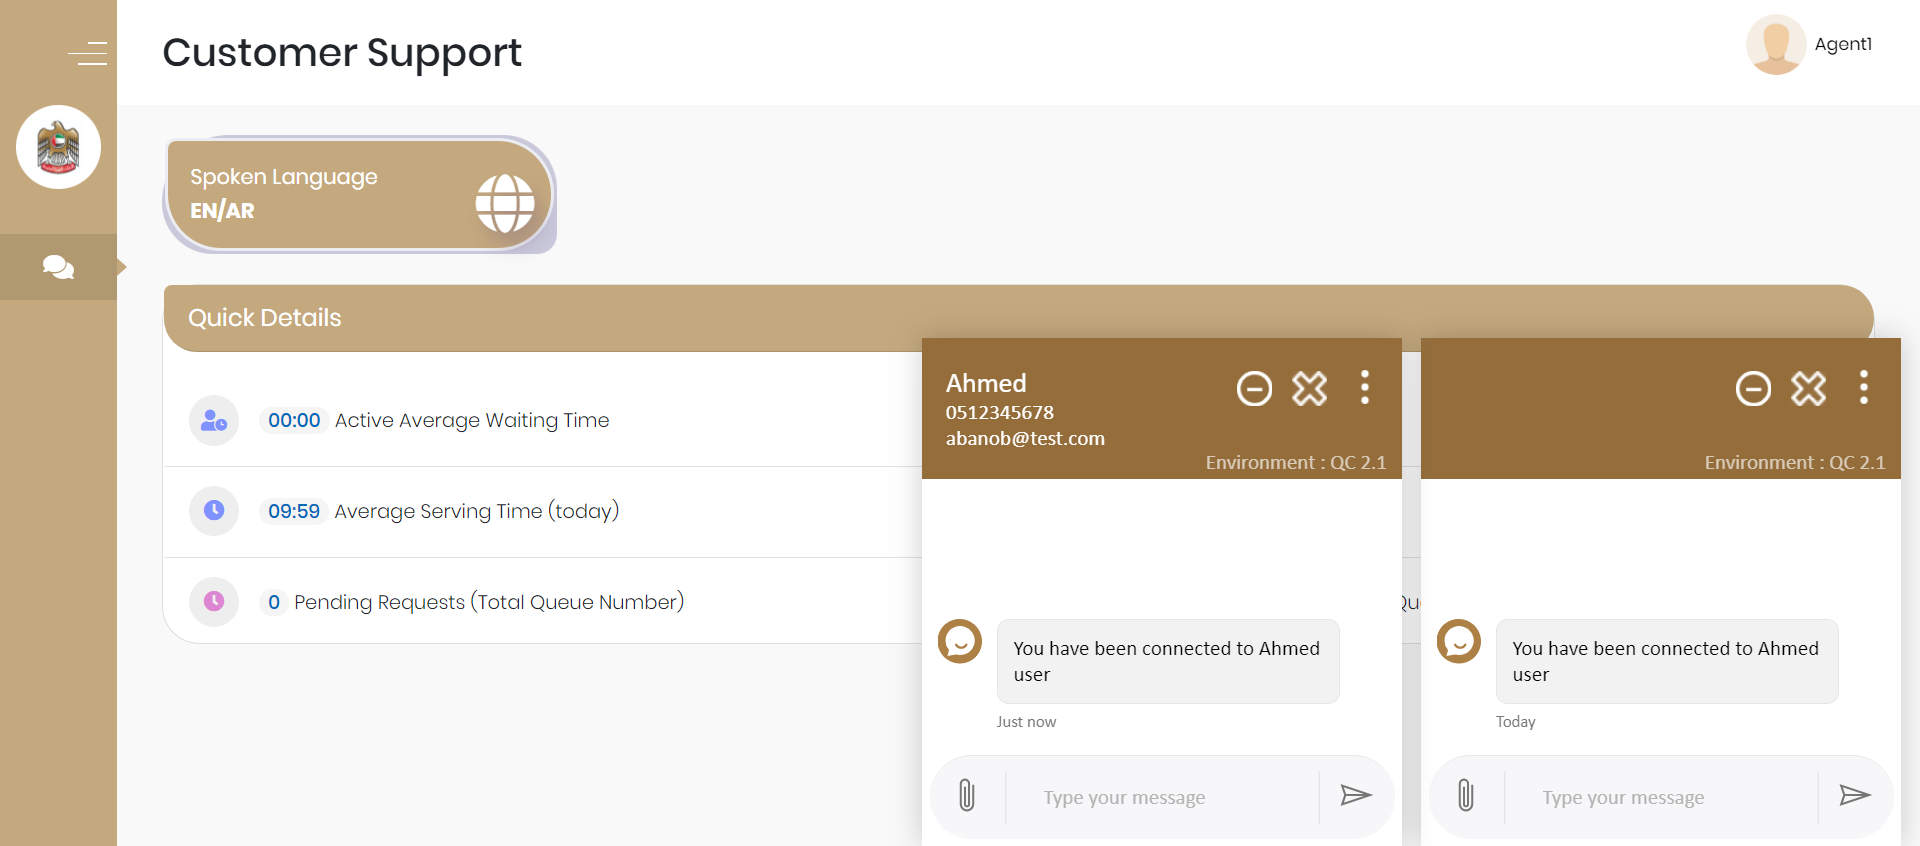 Customer Support
Agent1
Spoken Language
EN/AR
Quick Details
00:00 Active Average Waiting Time
09:59 Average Serving Time (today)
0 Pending Requests (Total Queue Number)
Ahmed
0512345678
abanob@test.com
Environment : QC 2.1
You have been connected to Ahmed
user
Just now
Type your message
Environment : QC 2.1
You have been connected to Ahmed
user
Today
Type your message